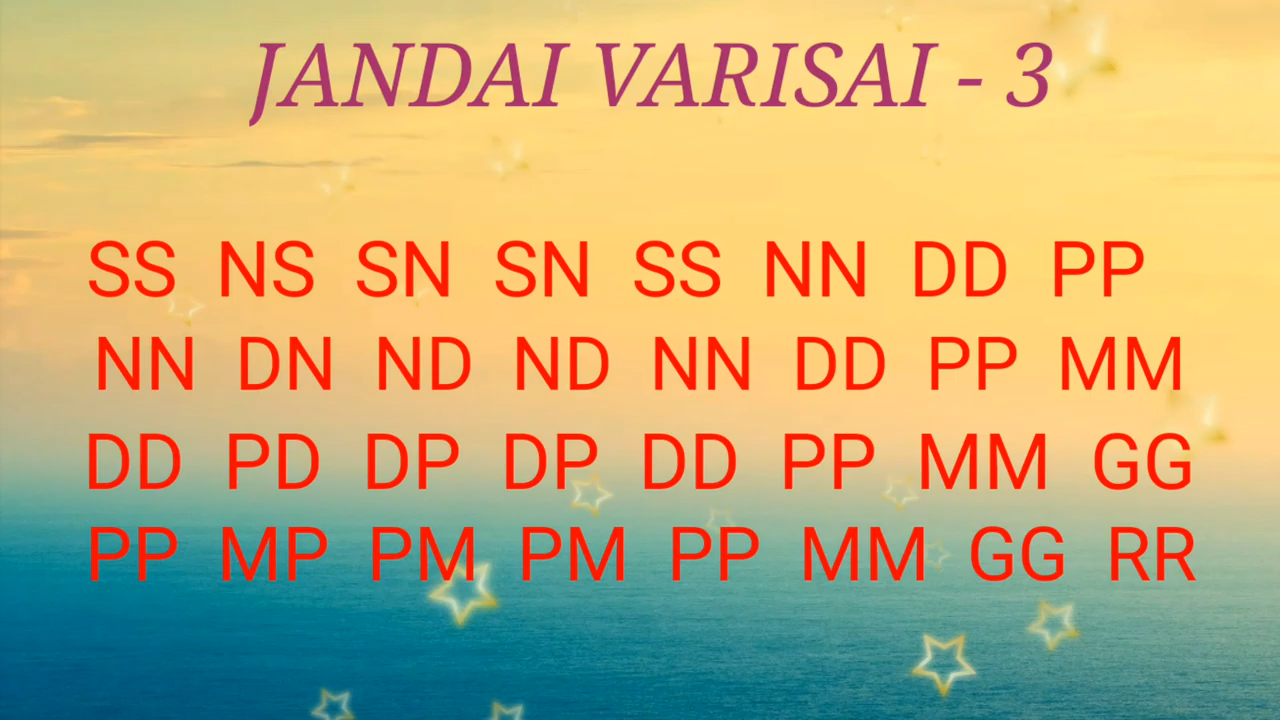 JANDAI VARISAI - 3
SS NS SN SN SS NN DD PP
NN DN ND ND NN DD PP MM
DD PD DP DP DD PP MM GG
PP MP PM PM PP MM GG RR